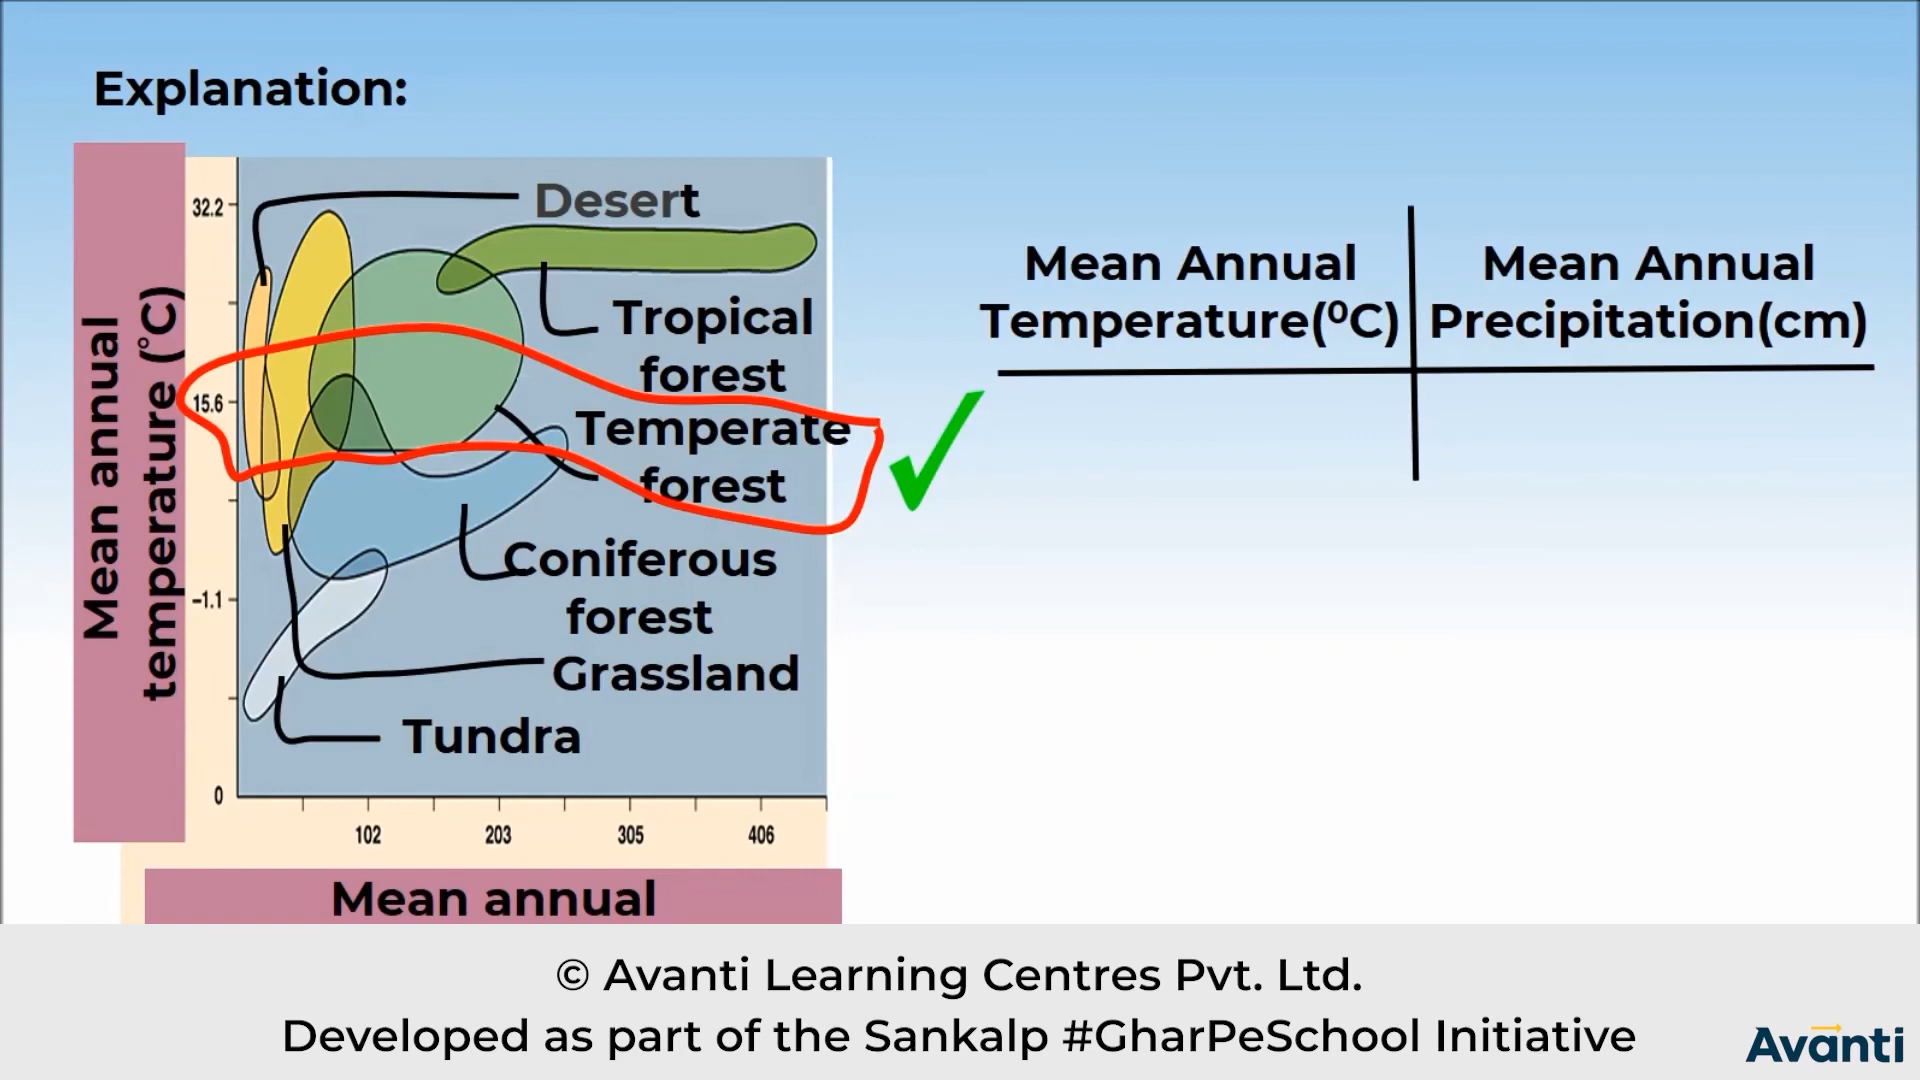 Explanation:
Mean annual
temperature (°C)
32.2
15.6
-1.1
0
Desert
Tropical
forest
Temperate
forest
Coniferous
forest
Grassland
Tundra
102
203
305
406
Mean annual
Mean Annual
Temperature(⁰C)
Mean Annual
Precipitation(cm)
© Avanti Learning Centres Pvt. Ltd.
Developed as part of the Sankalp #GharPeSchool Initiative
Avanti